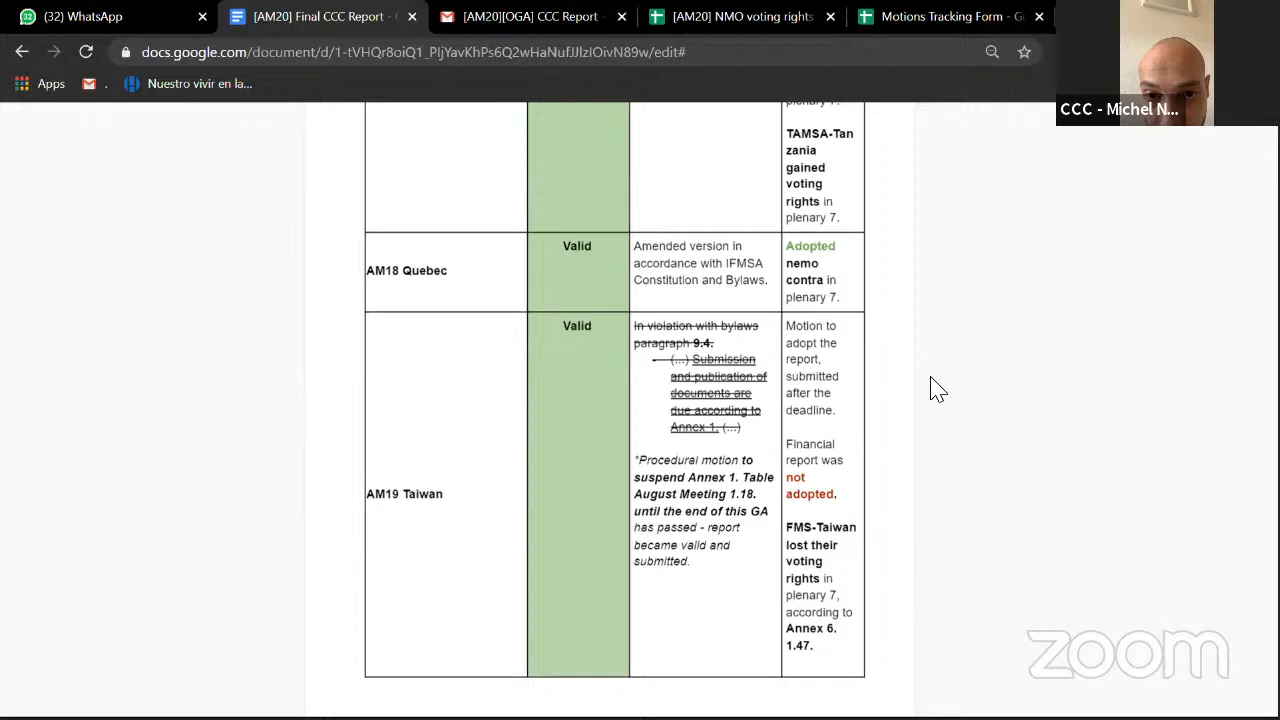 (32) WhatsApp
[AM20] Final CCC Report -
[AM20][OGA] CCC Report -
[AM20] NMO voting rights
Motions Tracking Form -
docs.google.com/document/d/
Apps
.
Nuestro vivir en la...
CCC - Michel N...
plenary 7.
TAMSA-Tan
zania
gained
voting
rights in
plenary 7.
AM18 Quebec
Valid
Amended version in
accordance with IFMSA
Constitution and Bylaws.
Adopted
nemo
contra in
plenary 7.
AM19 Taiwan
Valid
In violation with bylaws
paragraph 9.4.
- (...) Submission
and publication of
documents are
due according to
Annex 1. (...)
*Procedural motion to
suspend Annex 1. Table
August Meeting 1.18.
until the end of this GA
has passed - report
became valid and
submitted.
Motion to
adopt the
report,
submitted
after the
deadline.
Financial
report was
not
adopted.
FMS-Taiwan
lost their
voting
rights in
plenary 7,
according to
Annex 6.
1.47.
zoom